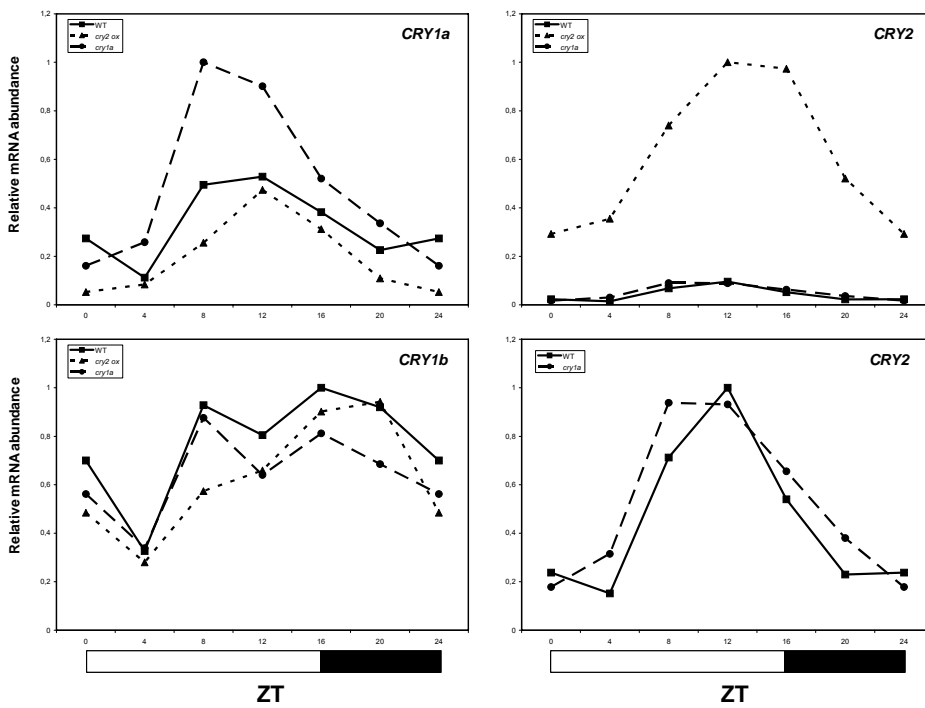 CRY1a
WT
cry2 ox
cry1a
Relative mRNA abundance
1,2
1
0,8
0,6
0,4
0,2
0
0 4 8 12 16 20 24
CRY2
WT
cry2 ox
cry1a
1,2
1
0,8
0,6
0,4
0,2
0
0 4 8 12 16 20 24
CRY1b
WT
cry2 ox
cry1a
Relative mRNA abundance
1,2
1
0,8
0,6
0,4
0,2
0
0 4 8 12 16 20 24
ZT
CRY2
WT
cry1a
1,2
1
0,8
0,6
0,4
0,2
0
0 4 8 12 16 20 24
ZT